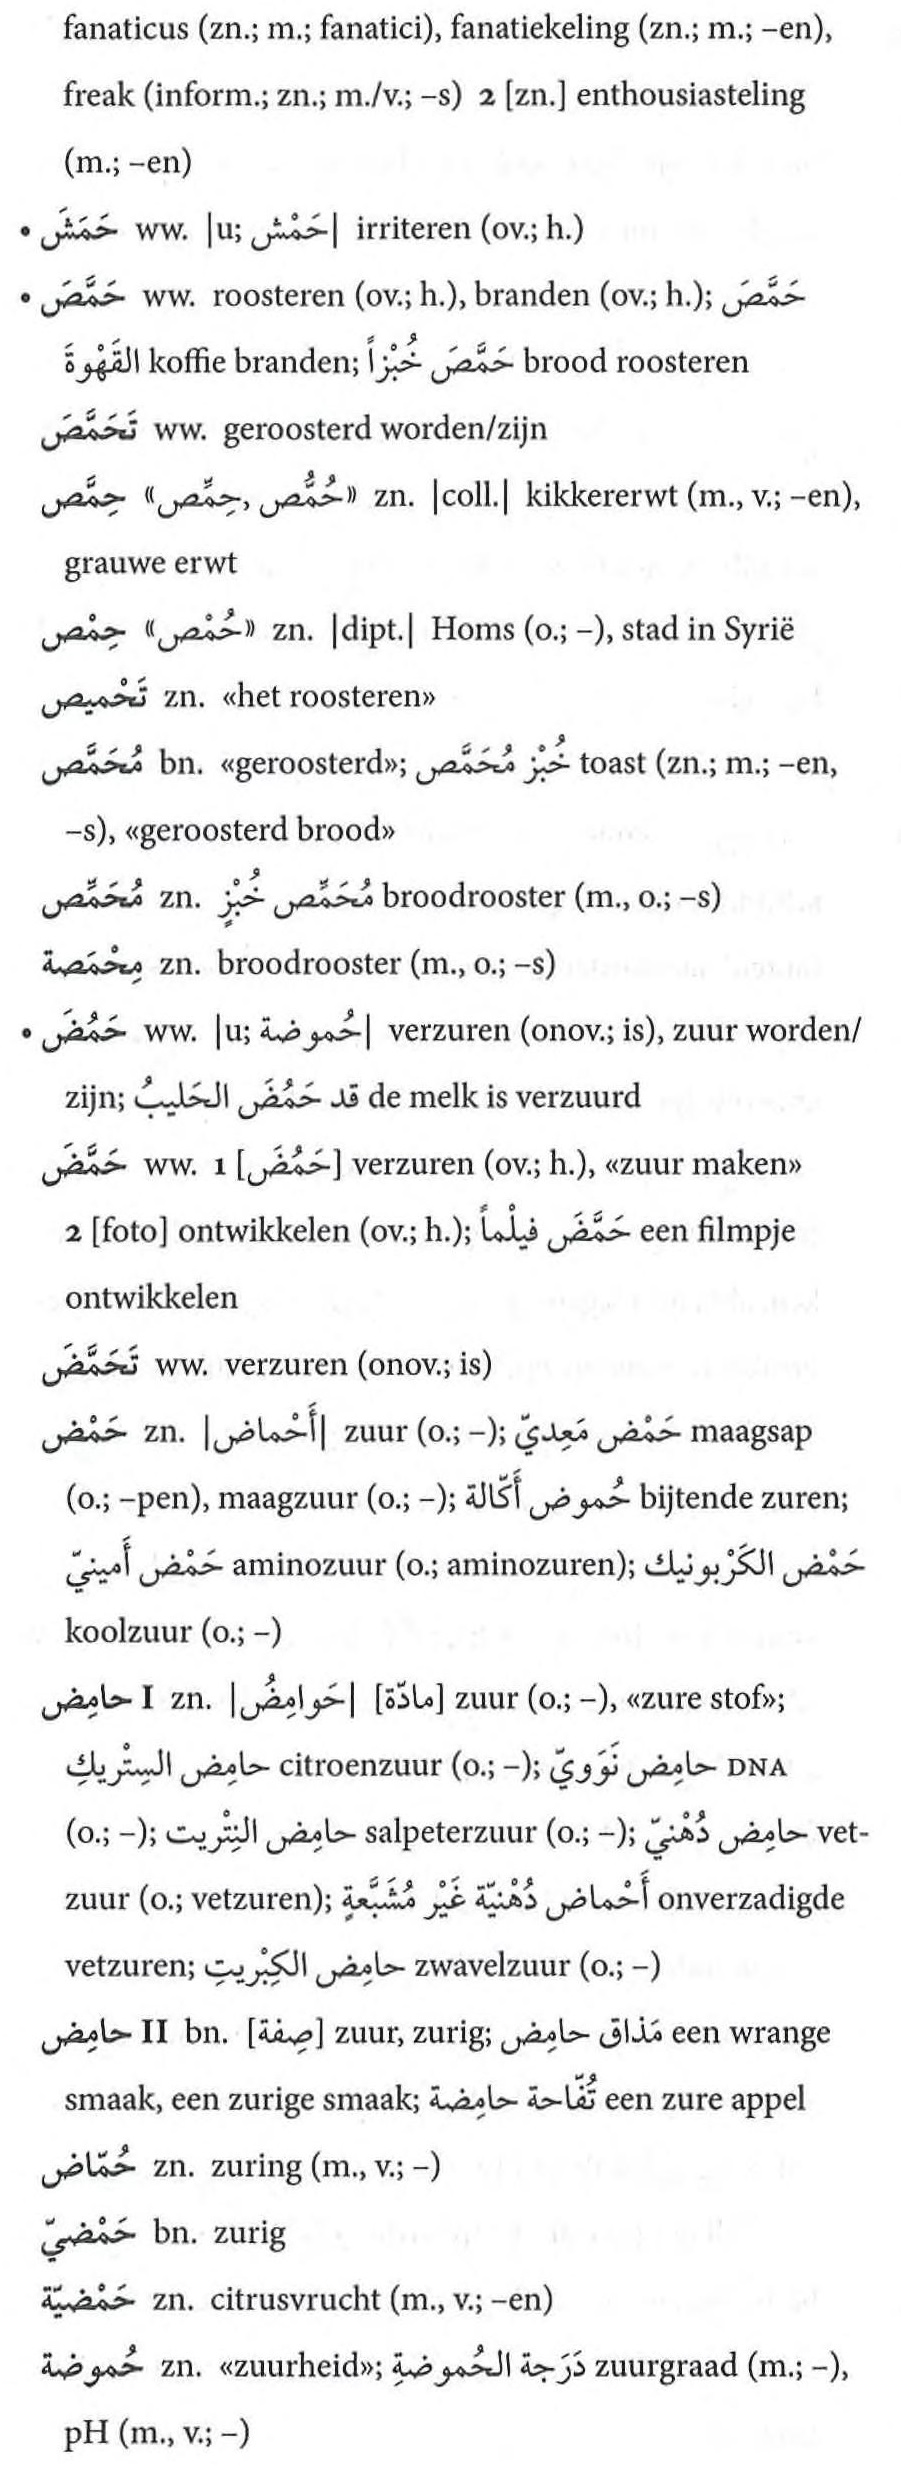 fanaticus (zn.; m.; fanatici), fanatiekeling (zn.; m.; –en),
freak (inform.; zn.; m./v.; –s) 2 [zn.] enthousiasteling
(m.; –en)
• حَمَشَ ww. |u; حَمْش| irriteren (ov.; h.)
• حَمَّصَ ww. roosteren (ov.; h.), branden (ov.; h.); حَمَّصَ
القَهْوةَ koffie branden; حَمَّصَ خُبْزاً brood roosteren
تَحَمَّصَ ww. geroosterd worden/zijn
حِمَّص «حُمُّص, حِمِّص» zn. |coll.| kikkererwt (m., v.; –en),
grauwe erwt
حِمْص «حُمْص» zn. |dipt.| Homs (o.; –), stad in Syrië
تَحْميص zn. «het roosteren»
مُحَمَّص bn. «geroosterd»; خُبْز مُحَمَّص toast (zn.; m.; –en,
–s), «geroosterd brood»
مُحَمِّص zn. مُحَمِّص خُبْزٍ broodrooster (m., o.; –s)
مِحْمَصة zn. broodrooster (m., o.; –s)
• حَمُضَ ww. |u; حُموضة| verzuren (onov.; is), zuur worden/
zijn; قد حَمُضَ الحَليبُ de melk is verzuurd
حَمَّضَ ww. 1 [حَمُضَ] verzuren (ov.; h.), «zuur maken»
2 [foto] ontwikkelen (ov.; h.); حَمَّضَ فيلْماً een filmpje
ontwikkelen
تَحَمَّضَ ww. verzuren (onov.; is)
حَمْض zn. |أَحْماض| zuur (o.; –); حَمْض مَعِديّ maagsap
(o.; –pen), maagzuur (o.; –); حُموض أَكّالة bijtende zuren;
حَمْض أَمينيّ aminozuur (o.; aminozuren); حَمْض الكَرْبونيك
koolzuur (o.; –)
حامِض I zn. |حَوامِضُ| [مادّة] zuur (o.; –), «zure stof»;
حامِض السِتْريكِ citroenzuur (o.; –); حامِض نَوَويّ DNA
(o.; –); حامِض النِتْريت salpeterzuur (o.; –); حامِض دُهْنيّ vet-
zuur (o.; vetzuren); أَحْماض دُهْنيّة غَيْر مُشَبَّعةٍ onverzadigde
vetzuren; حامِض الكِبْريتِ zwavelzuur (o.; –)
حامِض II bn. [صِفة] zuur, zurig; مَذاق حامِض een wrange
smaak, een zurige smaak; تُفّاحة حامِضة een zure appel
حُمّاض zn. zuring (m., v.; –)
حَمْضيّ bn. zurig
حَمْضيّة zn. citrusvrucht (m., v.; –en)
حُموضة zn. «zuurheid»; دَرَجة الحُموضةِ zuurgraad (m.; –),
pH (m., v.; –)